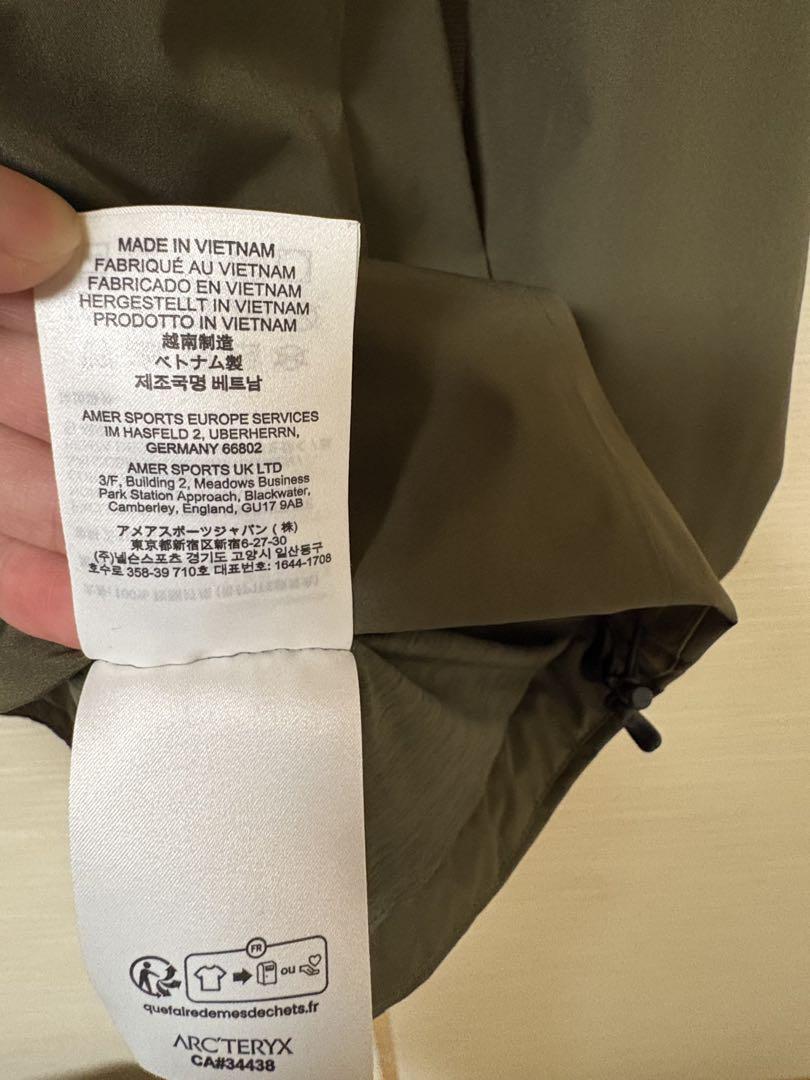 MADE IN VIETNAM
FABRIQUÉ AU VIETNAM
FABRICADO EN VIETNAM
HERGESTELLT IN VIETNAM
PRODOTTO IN VIETNAM
越南制造
ベトナム製
제조국명 베트남
AMER SPORTS EUROPE SERVICES
IM HASFELD 2, UBERHERRN,
GERMANY 66802
AMER SPORTS UK LTD
3/F, Building 2, Meadows Business
Park Station Approach, Blackwater,
Camberley, England, GU17 9AB
アメアスポーツジャパン (株)
東京都新宿区新宿6-27-30
(주)넬슨스포츠 경기도 고양시 일산동구
호수로 358-39 710호 대표번호: 1644-1708
FR
ou
quefairedemesdechets.fr
ARC'TERYX
CA#34438